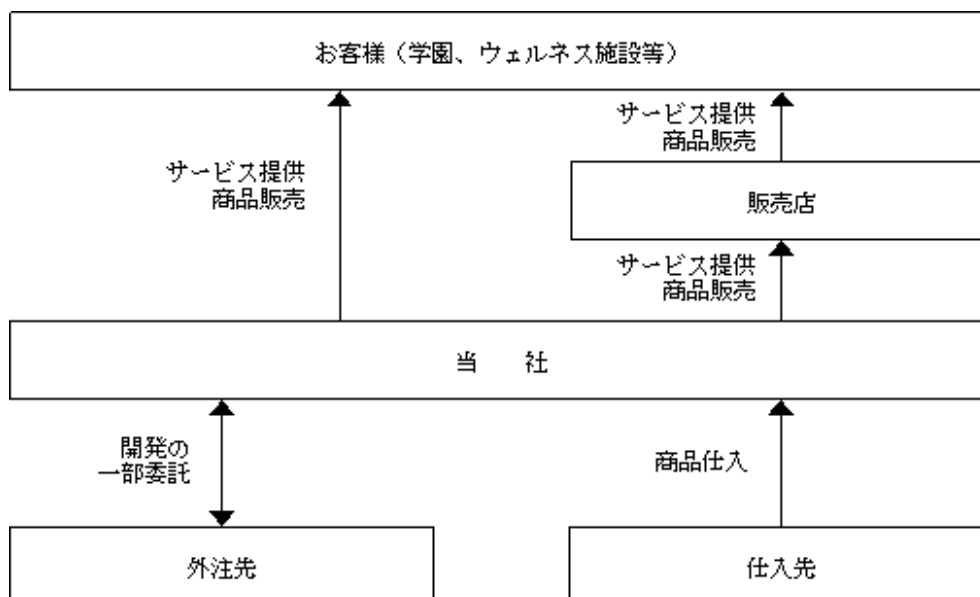 お客様（学園、ウェルネス施設等）
サービス提供
商品販売
サービス提供
商品販売
販売店
サービス提供
商品販売
当　　社
開発の
一部委託
商品仕入
外注先
仕入先